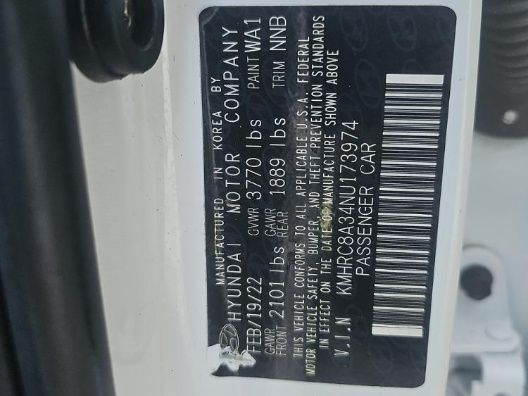 MANUFACTURED IN KOREA BY
HYUNDAI MOTOR COMPANY
FEB/19/22 GVWR 3770 lbs PAINT WA1
GAWR FRONT 2101 lbs GAWR REAR 1889 lbs TRIM NNB
THIS VEHICLE CONFORMS TO ALL APPLICABLE U.S.A. FEDERAL
MOTOR VEHICLE SAFETY, BUMPER, AND THEFT PREVENTION STANDARDS
IN EFFECT ON THE DATE OF MANUFACTURE SHOWN ABOVE
V.I.N KMHRC8A34NU173974
PASSENGER CAR